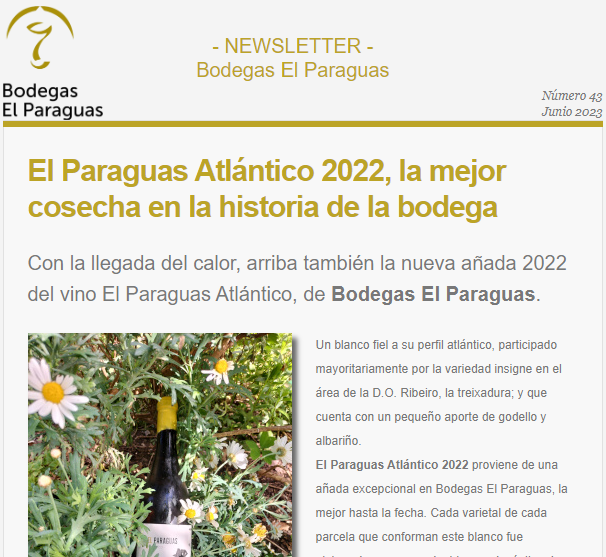 - NEWSLETTER -
Bodegas El Paraguas
Bodegas
El Paraguas
Número 43
Junio 2023
El Paraguas Atlántico 2022, la mejor
cosecha en la historia de la bodega
Con la llegada del calor, arriba también la nueva añada 2022
del vino El Paraguas Atlántico, de Bodegas El Paraguas.
Un blanco fiel a su perfil atlántico, participado
mayoritariamente por la variedad insigne en el
área de la D.O. Ribeiro, la treixadura; y que
cuenta con un pequeño aporte de godello y
albariño.
El Paraguas Atlántico 2022 proviene de una
añada excepcional en Bodegas El Paraguas, la
mejor hasta la fecha. Cada varietal de cada
parcela que conforman este blanco fue
EL PARAGUAS